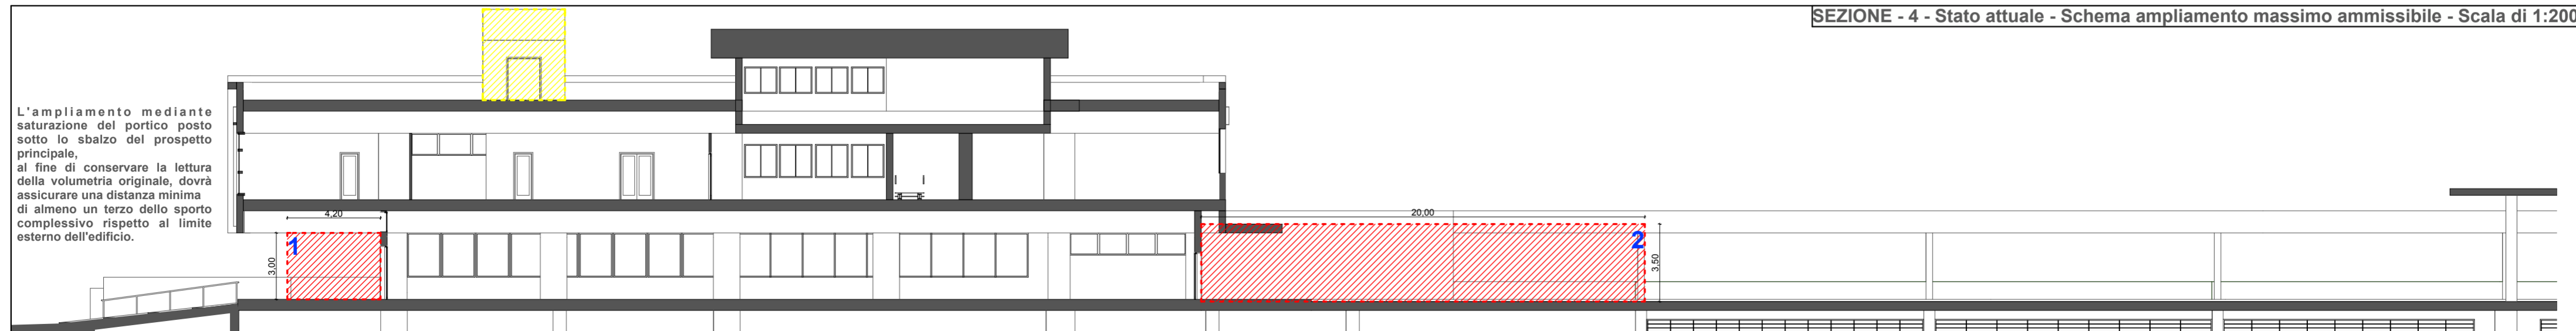 SEZIONE - 4 - Stato attuale - Schema ampliamento massimo ammissibile - Scala di 1:200
L'ampliamento mediante
saturazione del portico posto
sotto lo sbalzo del prospetto
principale,
al fine di conservare la lettura
della volumetria originale, dovrà
assicurare una distanza minima
di almeno un terzo dello sporto
complessivo rispetto al limite
esterno dell'edificio.
4,20
20,00
1
2
3,00
3,50